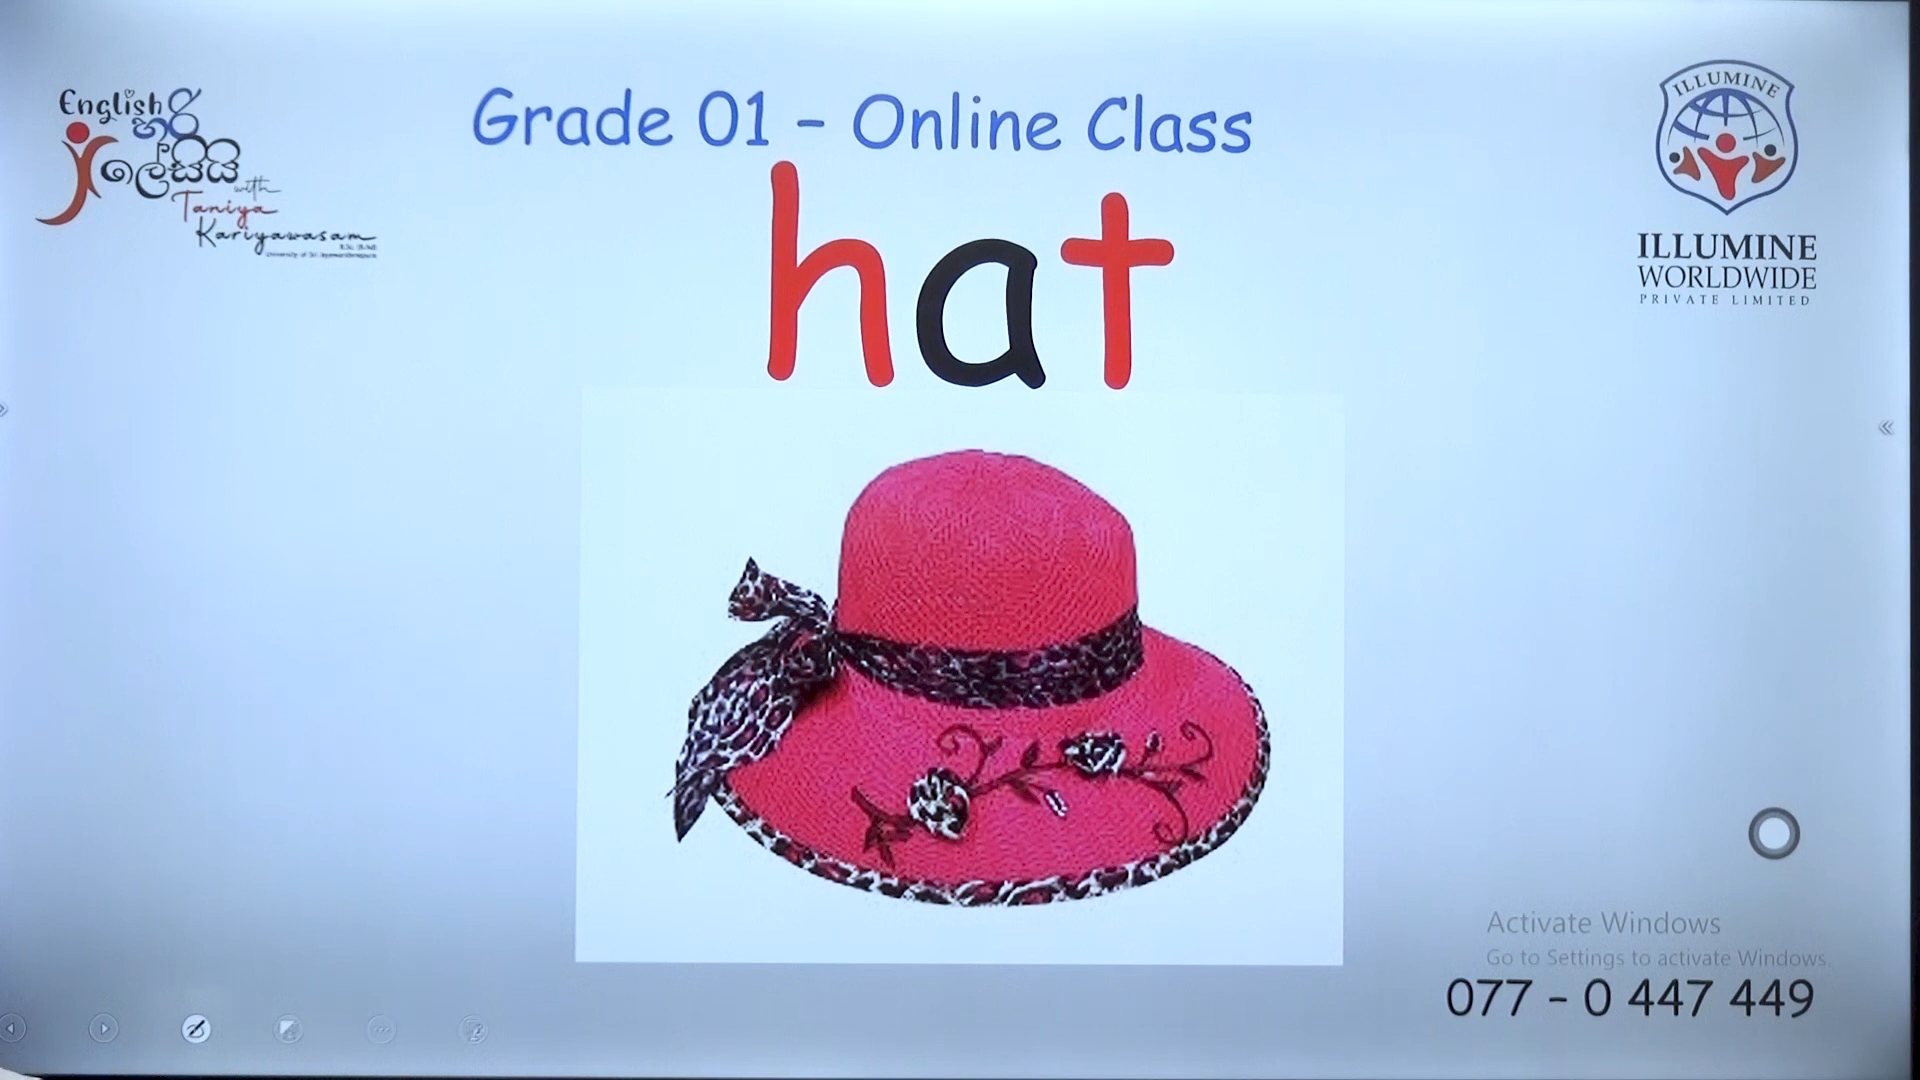 English හරි
ලේසියි
with
Taniya
Kariyawasam
Grade 01 - Online Class
hat
ILLUMINE
ILLUMINE
WORLDWIDE
PRIVATE LIMITED
Activate Windows
Go to Settings to activate Windows.
077 - 0 447 449